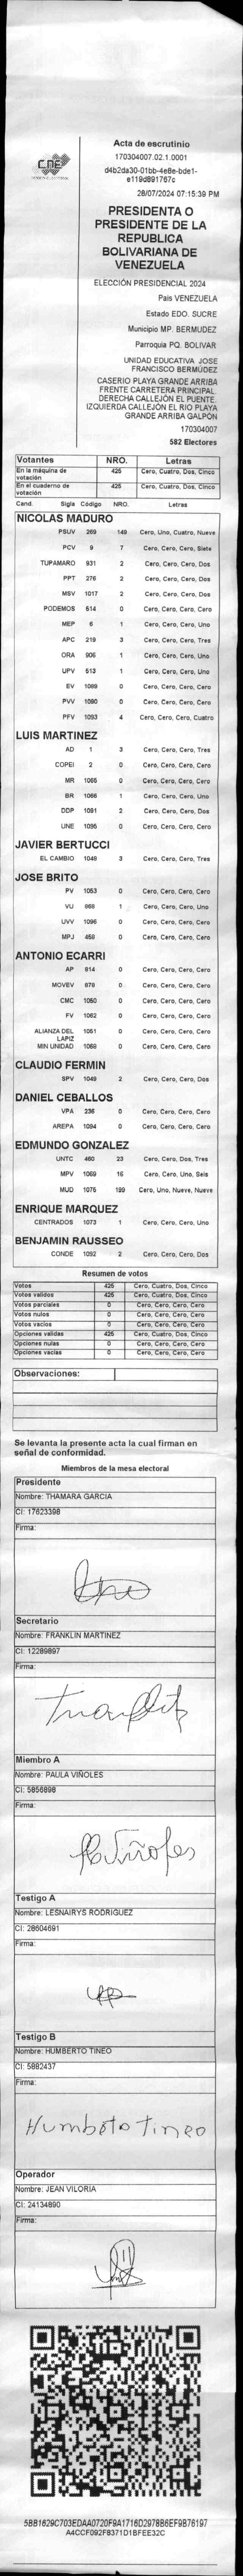 CNE
Acta de escrutinio
170304007.02.1.0001
d4b2da30-01bb-4e8e-bde1-
e119d891767c
28/07/2024 07:15:39 PM
PRESIDENTA O
PRESIDENTE DE LA
REPUBLICA
BOLIVARIANA DE
VENEZUELA
ELECCIÓN PRESIDENCIAL 2024
Pais VENEZUELA
Estado EDO. SUCRE
Municipio MP. BERMUDEZ
Parroquia PQ. BOLIVAR
UNIDAD EDUCATIVA JOSE
FRANCISCO BERMÚDEZ
CASERIO PLAYA GRANDE ARRIBA
FRENTE CARRETERA PRINCIPAL.
DERECHA CALLEJÓN EL PUENTE.
IZQUIERDA CALLEJÓN EL RIO PLAYA
GRANDE ARRIBA GALPÓN
170304007
582 Electores
Votantes NRO. Letras
En la máquina de votación 425 Cero, Cuatro, Dos, Cinco
En el cuaderno de votación 425 Cero, Cuatro, Dos, Cinco
Cand. Sigla Código NRO. Letras
NICOLAS MADURO
PSUV 269 149 Cero, Uno, Cuatro, Nueve
PCV 9 7 Cero, Cero, Cero, Siete
TUPAMARO 931 2 Cero, Cero, Cero, Dos
PPT 276 2 Cero, Cero, Cero, Dos
MSV 1017 2 Cero, Cero, Cero, Dos
PODEMOS 514 0 Cero, Cero, Cero, Cero
MEP 6 1 Cero, Cero, Cero, Uno
APC 219 3 Cero, Cero, Cero, Tres
ORA 906 1 Cero, Cero, Cero, Uno
UPV 513 1 Cero, Cero, Cero, Uno
EV 1089 0 Cero, Cero, Cero, Cero
PVV 1090 0 Cero, Cero, Cero, Cero
PFV 1093 4 Cero, Cero, Cero, Cuatro
LUIS MARTINEZ
AD 1 3 Cero, Cero, Cero, Tres
COPEI 2 0 Cero, Cero, Cero, Cero
MR 1065 0 Cero, Cero, Cero, Cero
BR 1066 1 Cero, Cero, Cero, Uno
DDP 1091 2 Cero, Cero, Cero, Dos
UNE 1095 0 Cero, Cero, Cero, Cero
JAVIER BERTUCCI
EL CAMBIO 1049 3 Cero, Cero, Cero, Tres
JOSE BRITO
PV 1053 0 Cero, Cero, Cero, Cero
VU 868 1 Cero, Cero, Cero, Uno
UVV 1096 0 Cero, Cero, Cero, Cero
MPJ 458 0 Cero, Cero, Cero, Cero
ANTONIO ECARRI
AP 914 0 Cero, Cero, Cero, Cero
MOVEV 878 0 Cero, Cero, Cero, Cero
CMC 1050 0 Cero, Cero, Cero, Cero
FV 1052 0 Cero, Cero, Cero, Cero
ALIANZA DEL LAPIZ 1051 0 Cero, Cero, Cero, Cero
MIN UNIDAD 1058 0 Cero, Cero, Cero, Cero
CLAUDIO FERMIN
SPV 1048 2 Cero, Cero, Cero, Dos
DANIEL CEBALLOS
VPA 236 0 Cero, Cero, Cero, Cero
AREPA 1094 0 Cero, Cero, Cero, Cero
EDMUNDO GONZALEZ
UNTC 460 23 Cero, Cero, Dos, Tres
MPV 1069 16 Cero, Cero, Uno, Seis
MUD 1075 199 Cero, Uno, Nueve, Nueve
ENRIQUE MARQUEZ
CENTRADOS 1073 1 Cero, Cero, Cero, Uno
BENJAMIN RAUSSEO
CONDE 1092 2 Cero, Cero, Cero, Dos
Resumen de votos
Votos 425 Cero, Cuatro, Dos, Cinco
Votos validos 425 Cero, Cuatro, Dos, Cinco
Votos parciales 0 Cero, Cero, Cero, Cero
Votos nulos 0 Cero, Cero, Cero, Cero
Votos vacios 0 Cero, Cero, Cero, Cero
Opciones validas 425 Cero, Cuatro, Dos, Cinco
Opciones nulas 0 Cero, Cero, Cero, Cero
Opciones vacias 0 Cero, Cero, Cero, Cero
Observaciones:
Se levanta la presente acta la cual firman en
señal de conformidad.
Miembros de la mesa electoral
Presidente
Nombre: THAMARA GARCIA
CI: 17623398
Firma:
Secretario
Nombre: FRANKLIN MARTINEZ
CI: 12289897
Firma:
Miembro A
Nombre: PAULA VIÑOLES
CI: 5856898
Firma:
Testigo A
Nombre: LESNAIRYS RODRIGUEZ
CI: 28604691
Firma:
Testigo B
Nombre: HUMBERTO TINEO
CI: 5882437
Firma:
Humberto Tineo
Operador
Nombre: JEAN VILORIA
CI: 24134890
Firma:
5BB1629C703EDAA0720F9A1716D2978B6EF9B76197
A4CCF092F8371D1BFEE32C